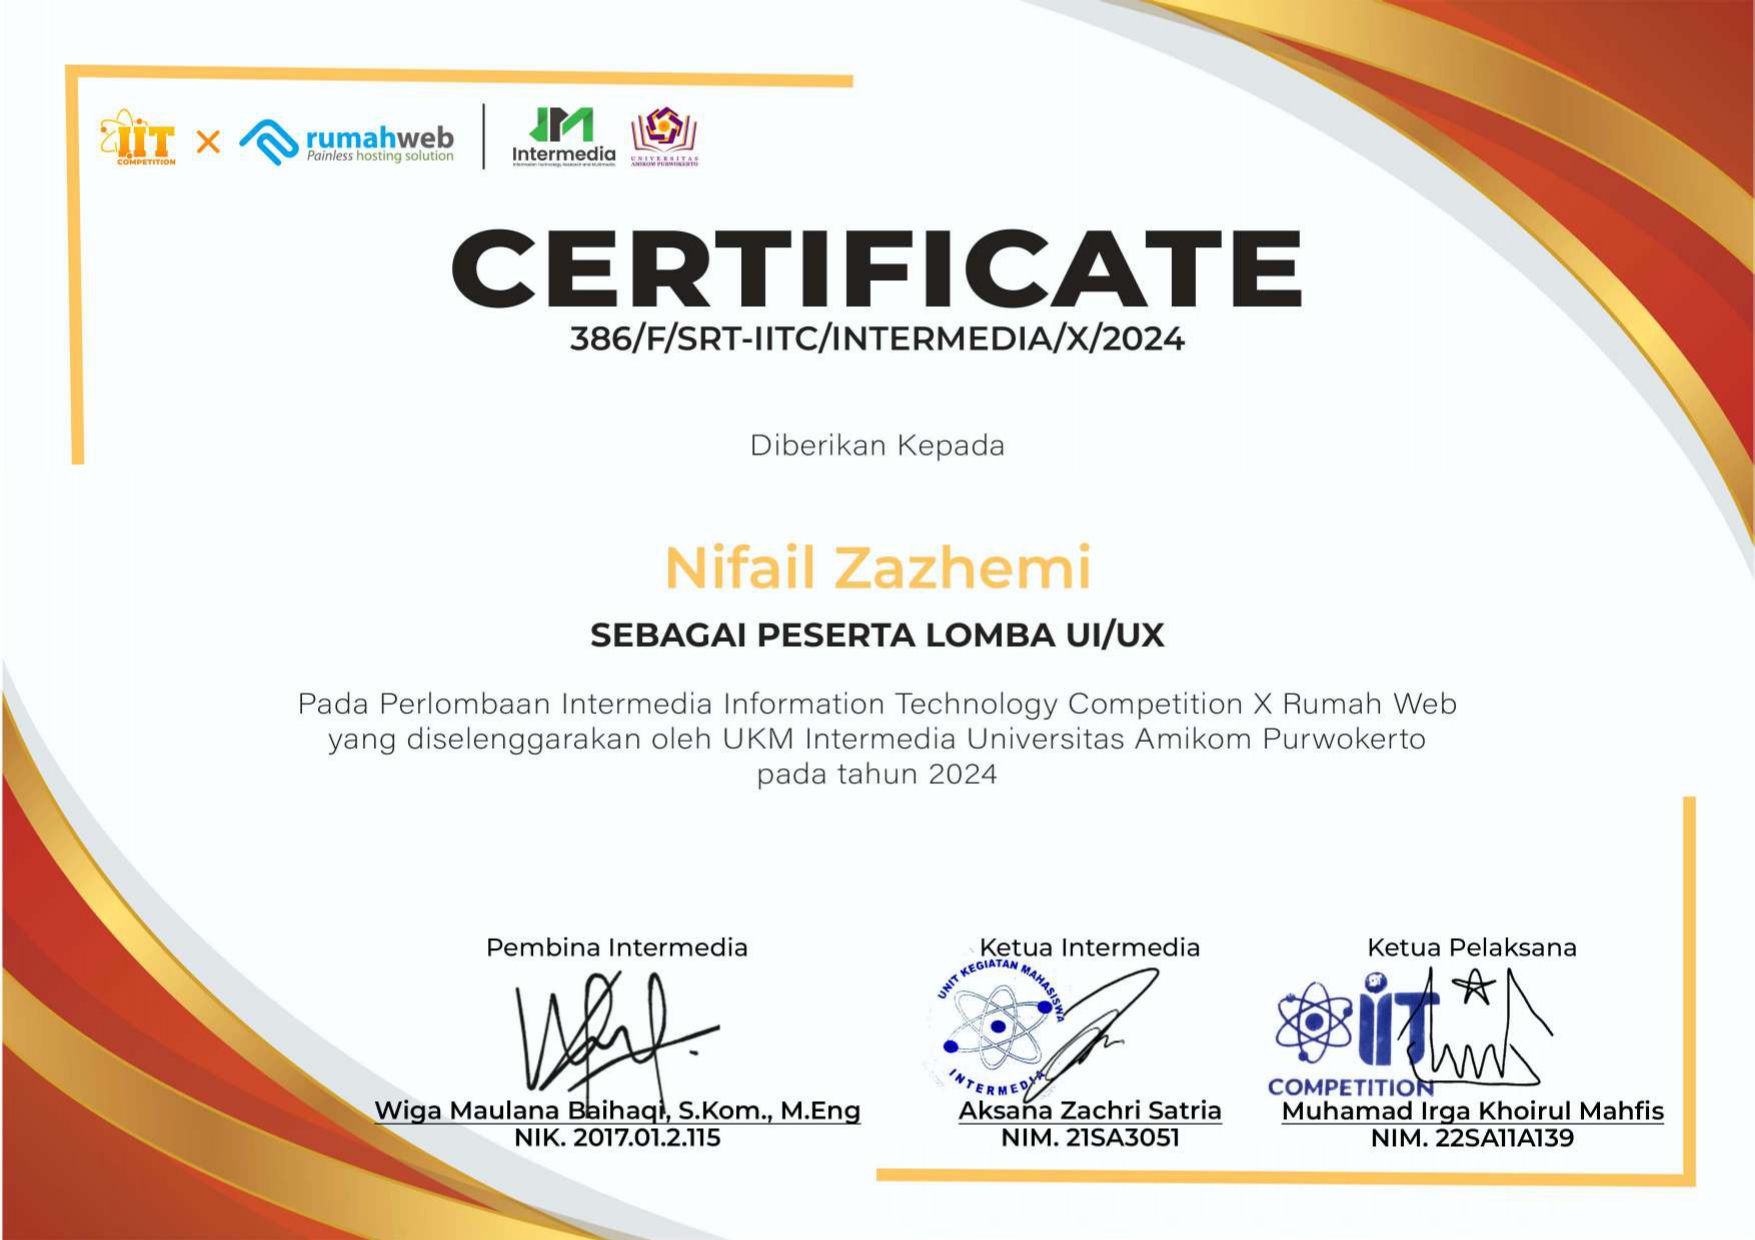 IIT
COMPETITION
×
rumahweb
Painless hosting solution
Intermedia
UNIVERSITAS
AMIKOM PURWOKERTO
CERTIFICATE
386/F/SRT-IITC/INTERMEDIA/X/2024
Diberikan Kepada
Nifail Zazhemi
SEBAGAI PESERTA LOMBA UI/UX
Pada Perlombaan Intermedia Information Technology Competition X Rumah Web
yang diselenggarakan oleh UKM Intermedia Universitas Amikom Purwokerto
pada tahun 2024
Pembina Intermedia
Wiga Maulana Baihaqi, S.Kom., M.Eng
NIK. 2017.01.2.115
Ketua Intermedia
UNIT KEGIATAN MAHASISWA
INTERMEDIA
Aksana Zachri Satria
NIM. 21SA3051
Ketua Pelaksana
IIT
COMPETITION
Muhamad Irga Khoirul Mahfis
NIM. 22SA11A139